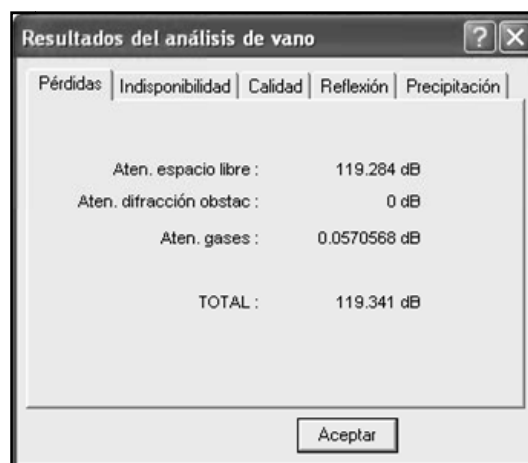 Resultados del análisis de vano ? X
Pérdidas Indisponibilidad Calidad Reflexión Precipitación
Aten. espacio libre : 119.284 dB
Aten. difracción obstac : 0 dB
Aten. gases : 0.0570568 dB
TOTAL : 119.341 dB
Aceptar